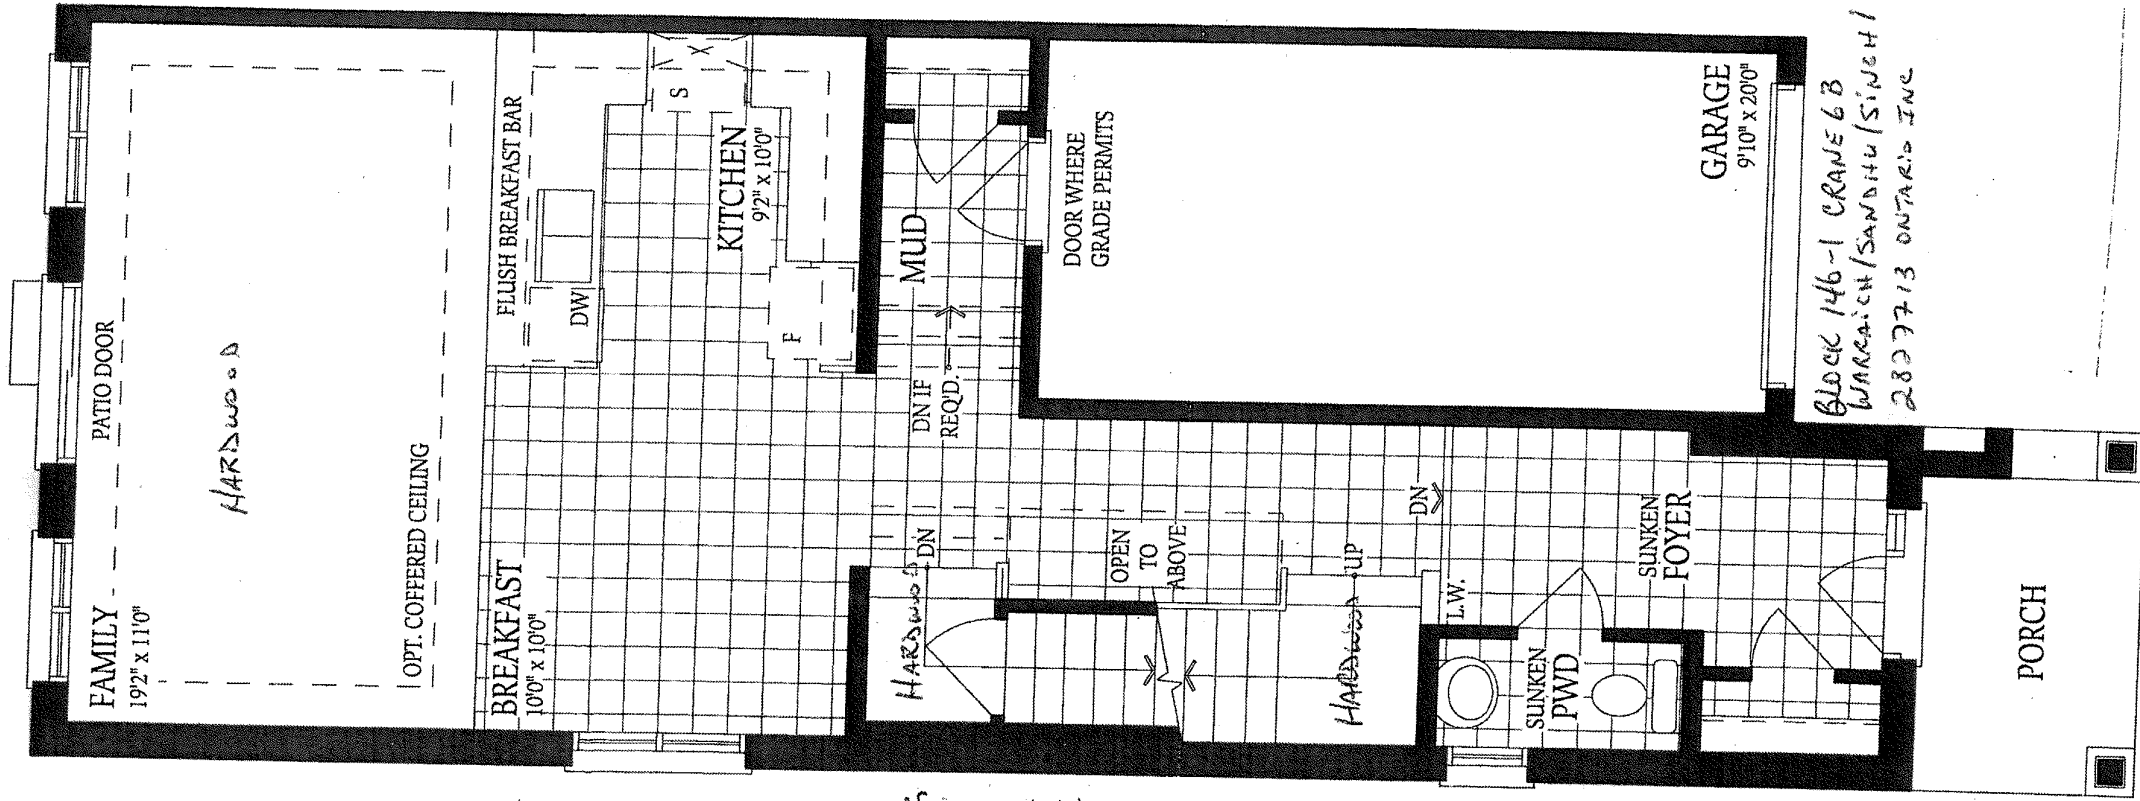 FAMILY
19'2" x 11'0"
PATIO DOOR
HARDWOOD
OPT. COFFERED CEILING
BREAKFAST
10'0" x 10'0"
FLUSH BREAKFAST BAR
DW
S
KITCHEN
9'2" x 10'0"
F
MUD
DN IF
REQ'D.
DOOR WHERE
GRADE PERMITS
GARAGE
9'10" x 20'0"
HARDWOOD
DN
OPEN
TO
ABOVE
HARDWOOD
UP
DN
L.W.
SUNKEN
PWD
SUNKEN
FOYER
PORCH
BLOCK 146-1 CRANE 6B
WARRAICH/SANDHU/SINGH/
2827713 ONTARIO INC